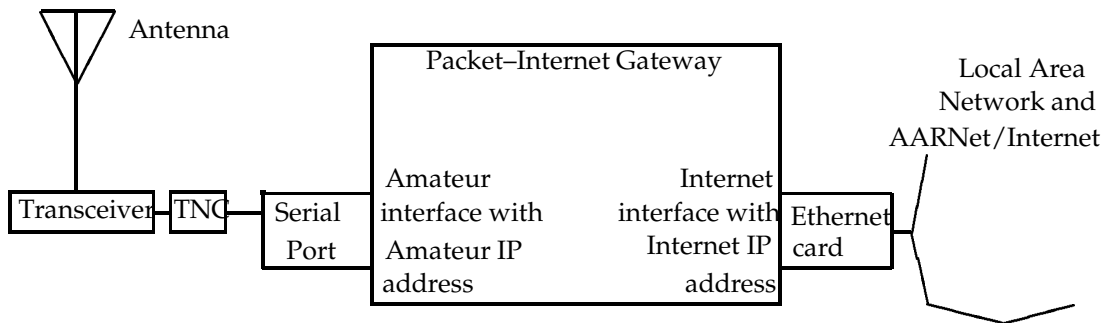 Antenna
Packet–Internet Gateway
Local Area
Network and
AARNet/Internet
Transceiver
TNC
Serial
Port
Amateur
interface with
Amateur IP
address
Internet
interface with
Internet IP
address
Ethernet
card